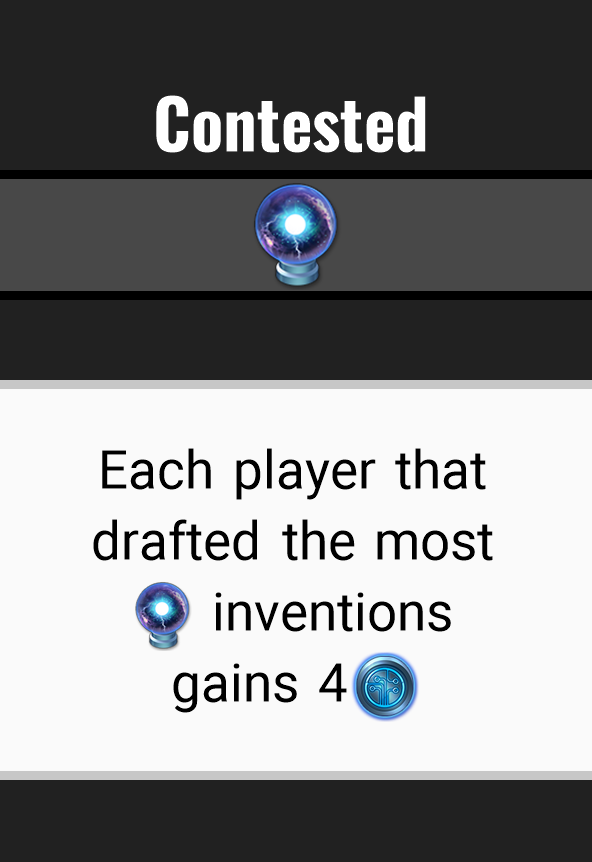 Contested
Each player that
drafted the most
inventions
gains 4